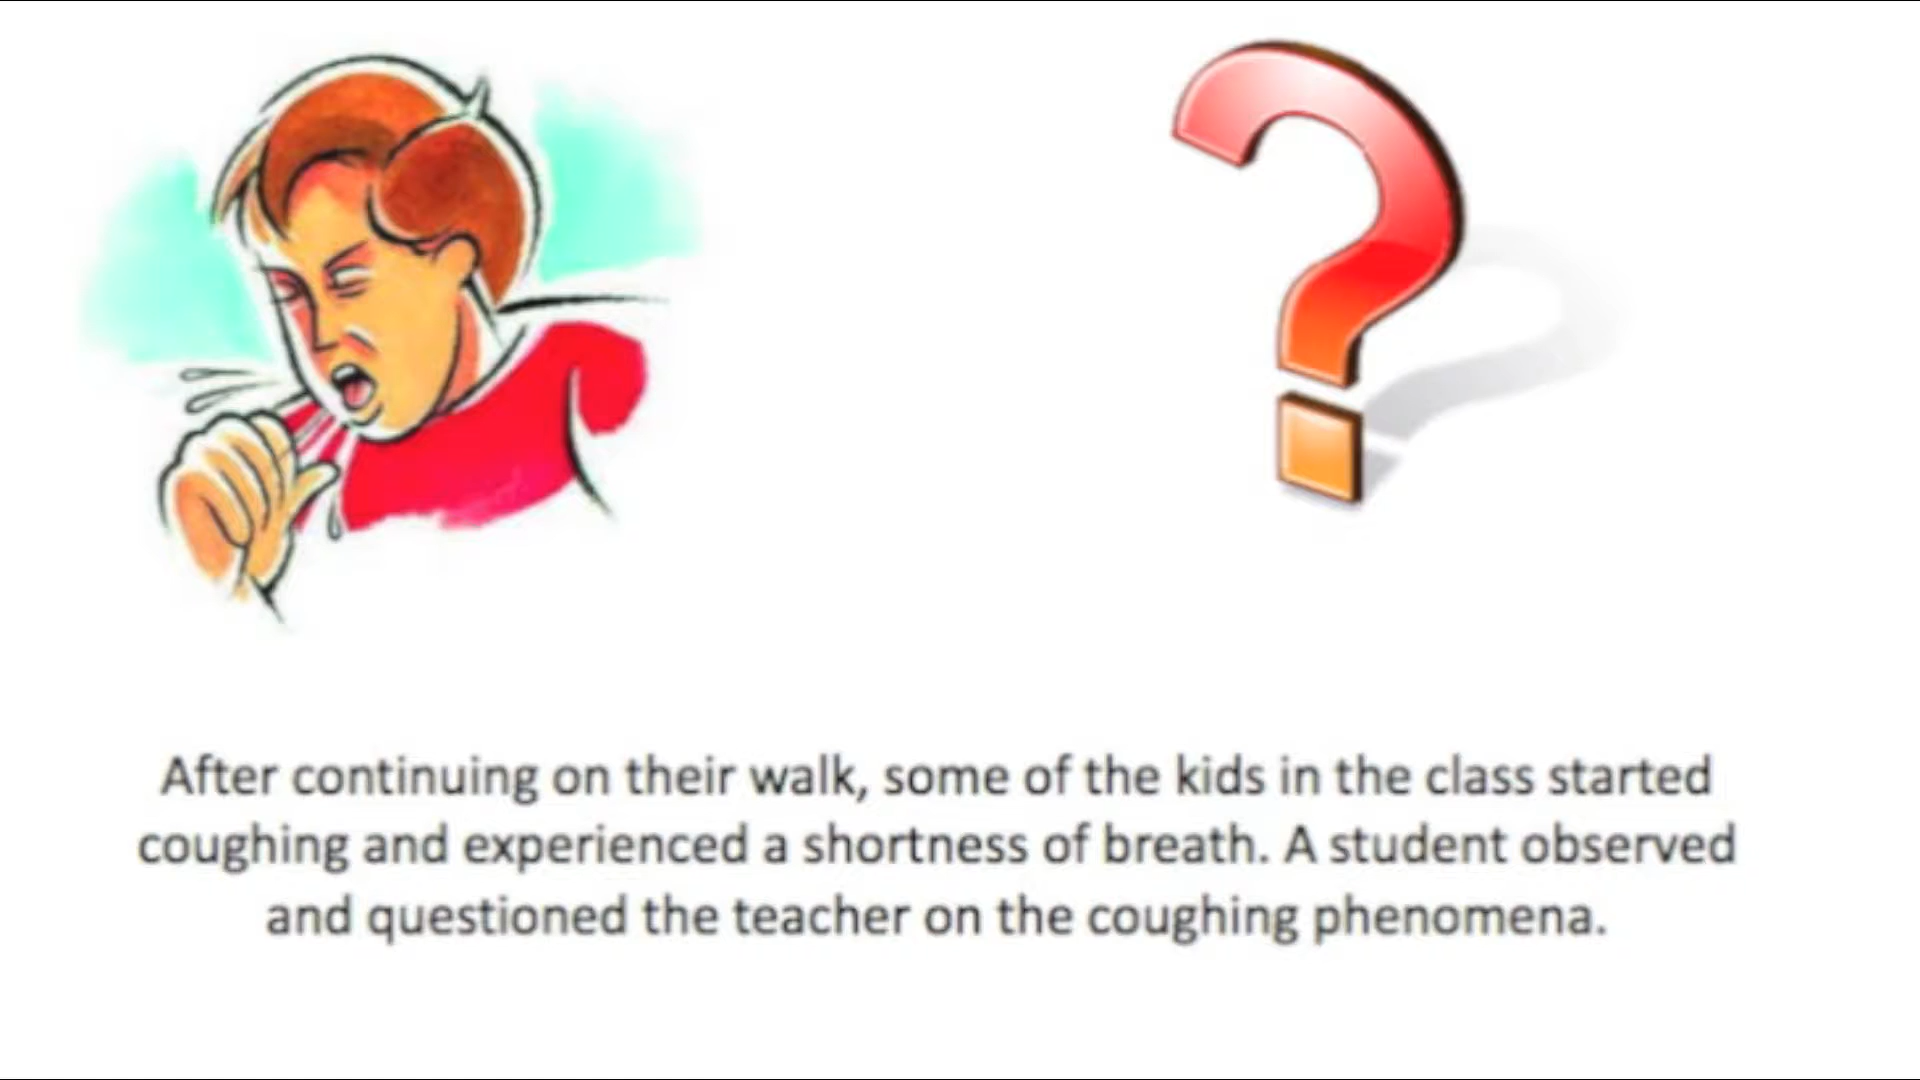 After continuing on their walk, some of the kids in the class started
coughing and experienced a shortness of breath. A student observed
and questioned the teacher on the coughing phenomena.